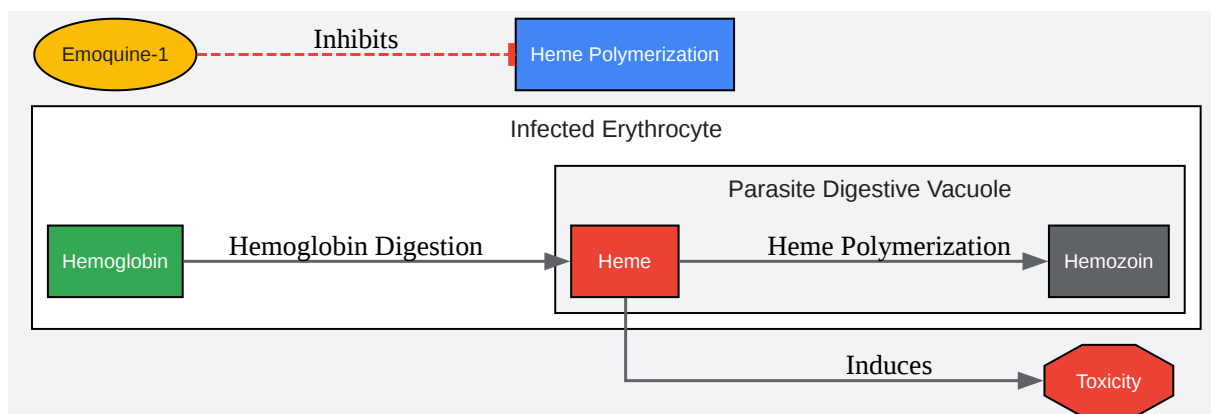 Emoquine-1
Inhibits
Heme Polymerization
Infected Erythrocyte
Parasite Digestive Vacuole
Hemoglobin
Hemoglobin Digestion
Heme
Heme Polymerization
Hemozoin
Induces
Toxicity